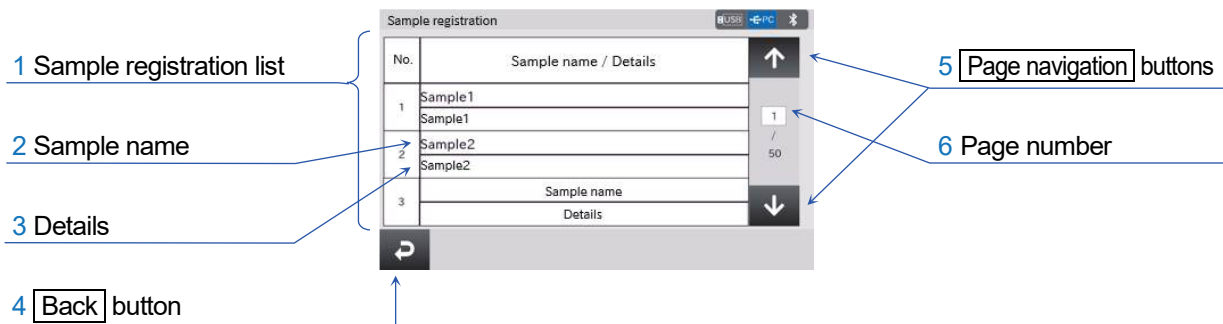 Sample registration
USB PC
1 Sample registration list
No. Sample name / Details
5 Page navigation buttons
1 Sample1
Sample1
1
/
50
2 Sample name
2 Sample2
Sample2
6 Page number
3 Sample name
Details
3 Details
4 Back button